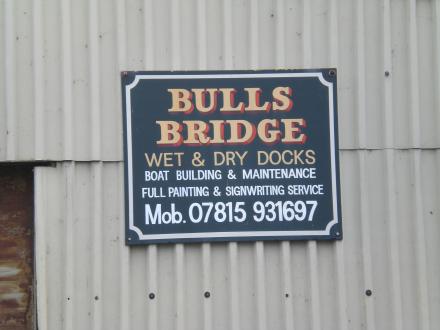 BULLS
BRIDGE
WET & DRY DOCKS
BOAT BUILDING & MAINTENANCE
FULL PAINTING & SIGNWRITING SERVICE
Mob. 07815 931697